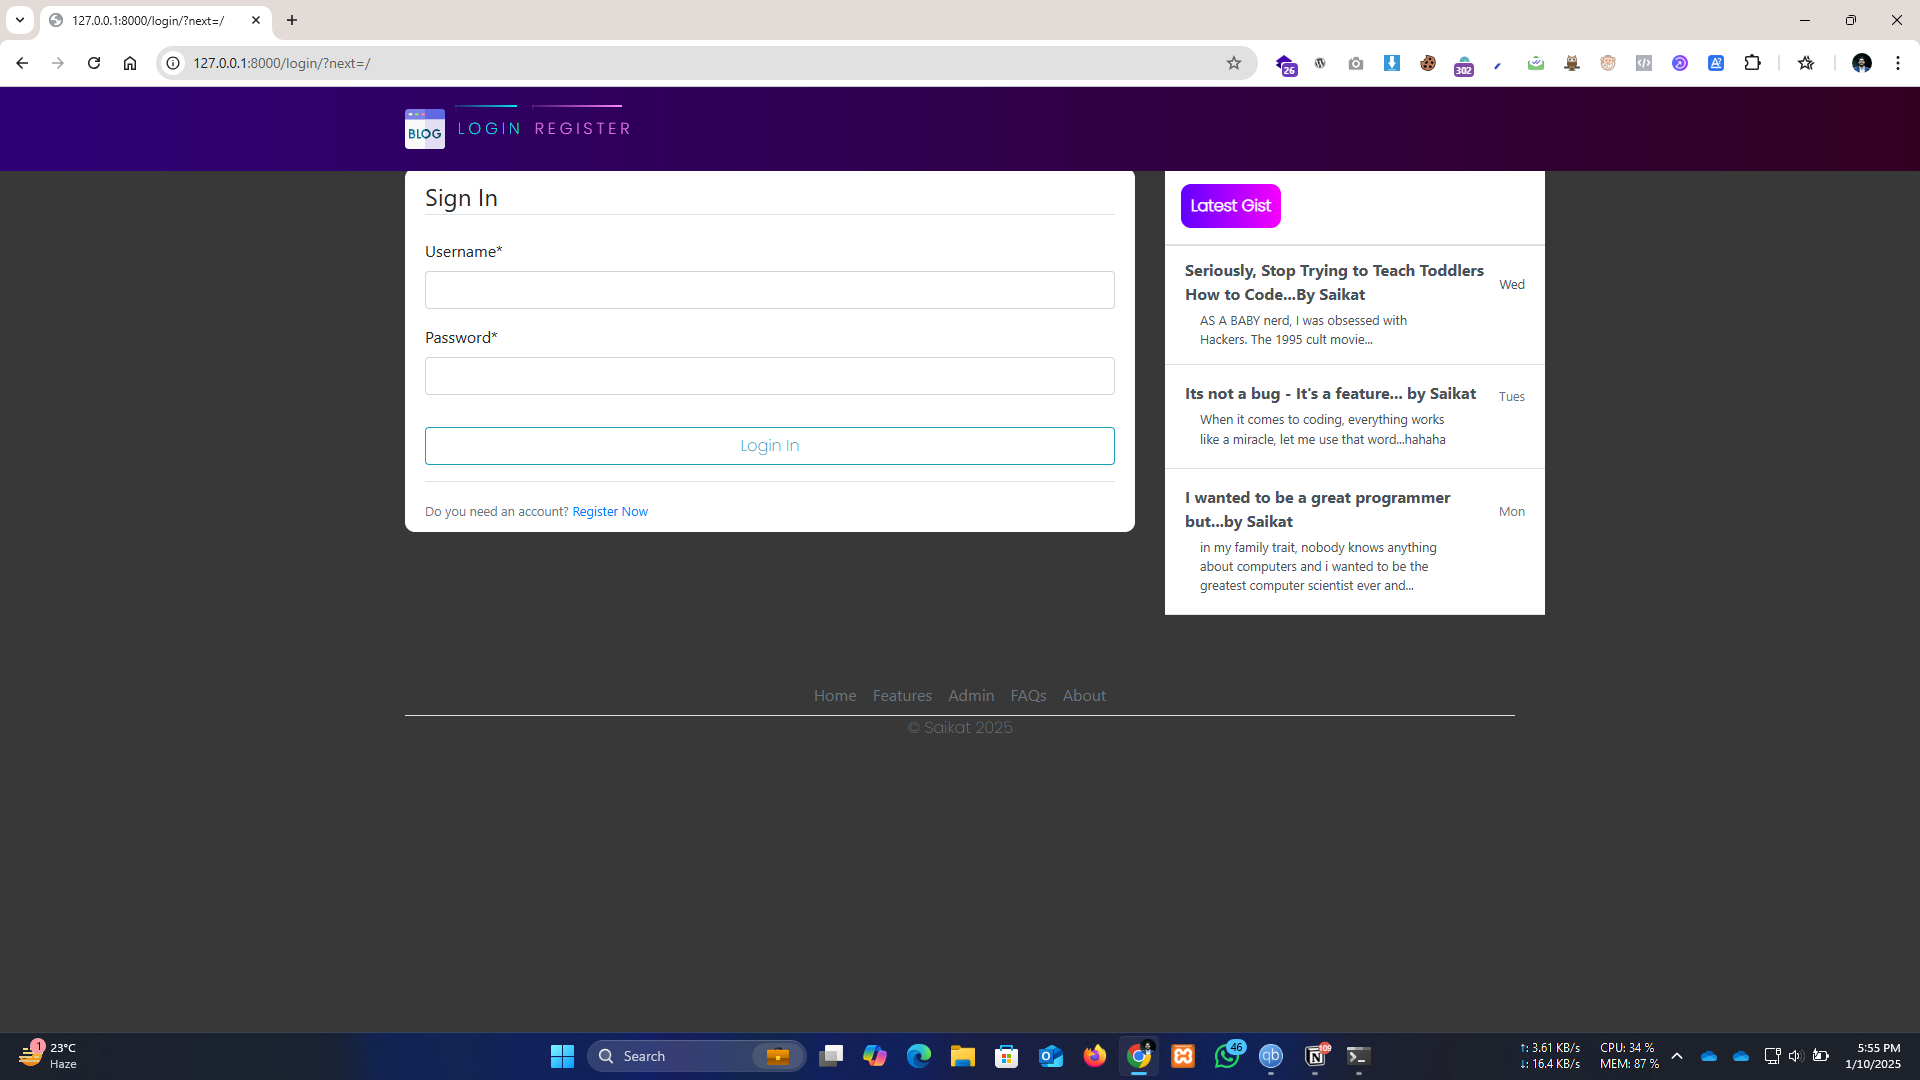 127.0.0.1:8000/login/?next=/
127.0.0.1:8000/login/?next=/
26
302
BLOG
LOGIN
REGISTER
Sign In
Username*
Password*
Login In
Do you need an account? Register Now
Latest Gist
Seriously, Stop Trying to Teach Toddlers
How to Code...By Saikat
Wed
AS A BABY nerd, I was obsessed with
Hackers. The 1995 cult movie...
Its not a bug - It's a feature... by Saikat
Tues
When it comes to coding, everything works
like a miracle, let me use that word...hahaha
I wanted to be a great programmer
but...by Saikat
Mon
in my family trait, nobody knows anything
about computers and i wanted to be the
greatest computer scientist ever and...
Home Features Admin FAQs About
© Saikat 2025
1
23°C
Haze
Search
46
qb
109
↑: 3.61 KB/s
↓: 16.4 KB/s
CPU: 34 %
MEM: 87 %
5:55 PM
1/10/2025